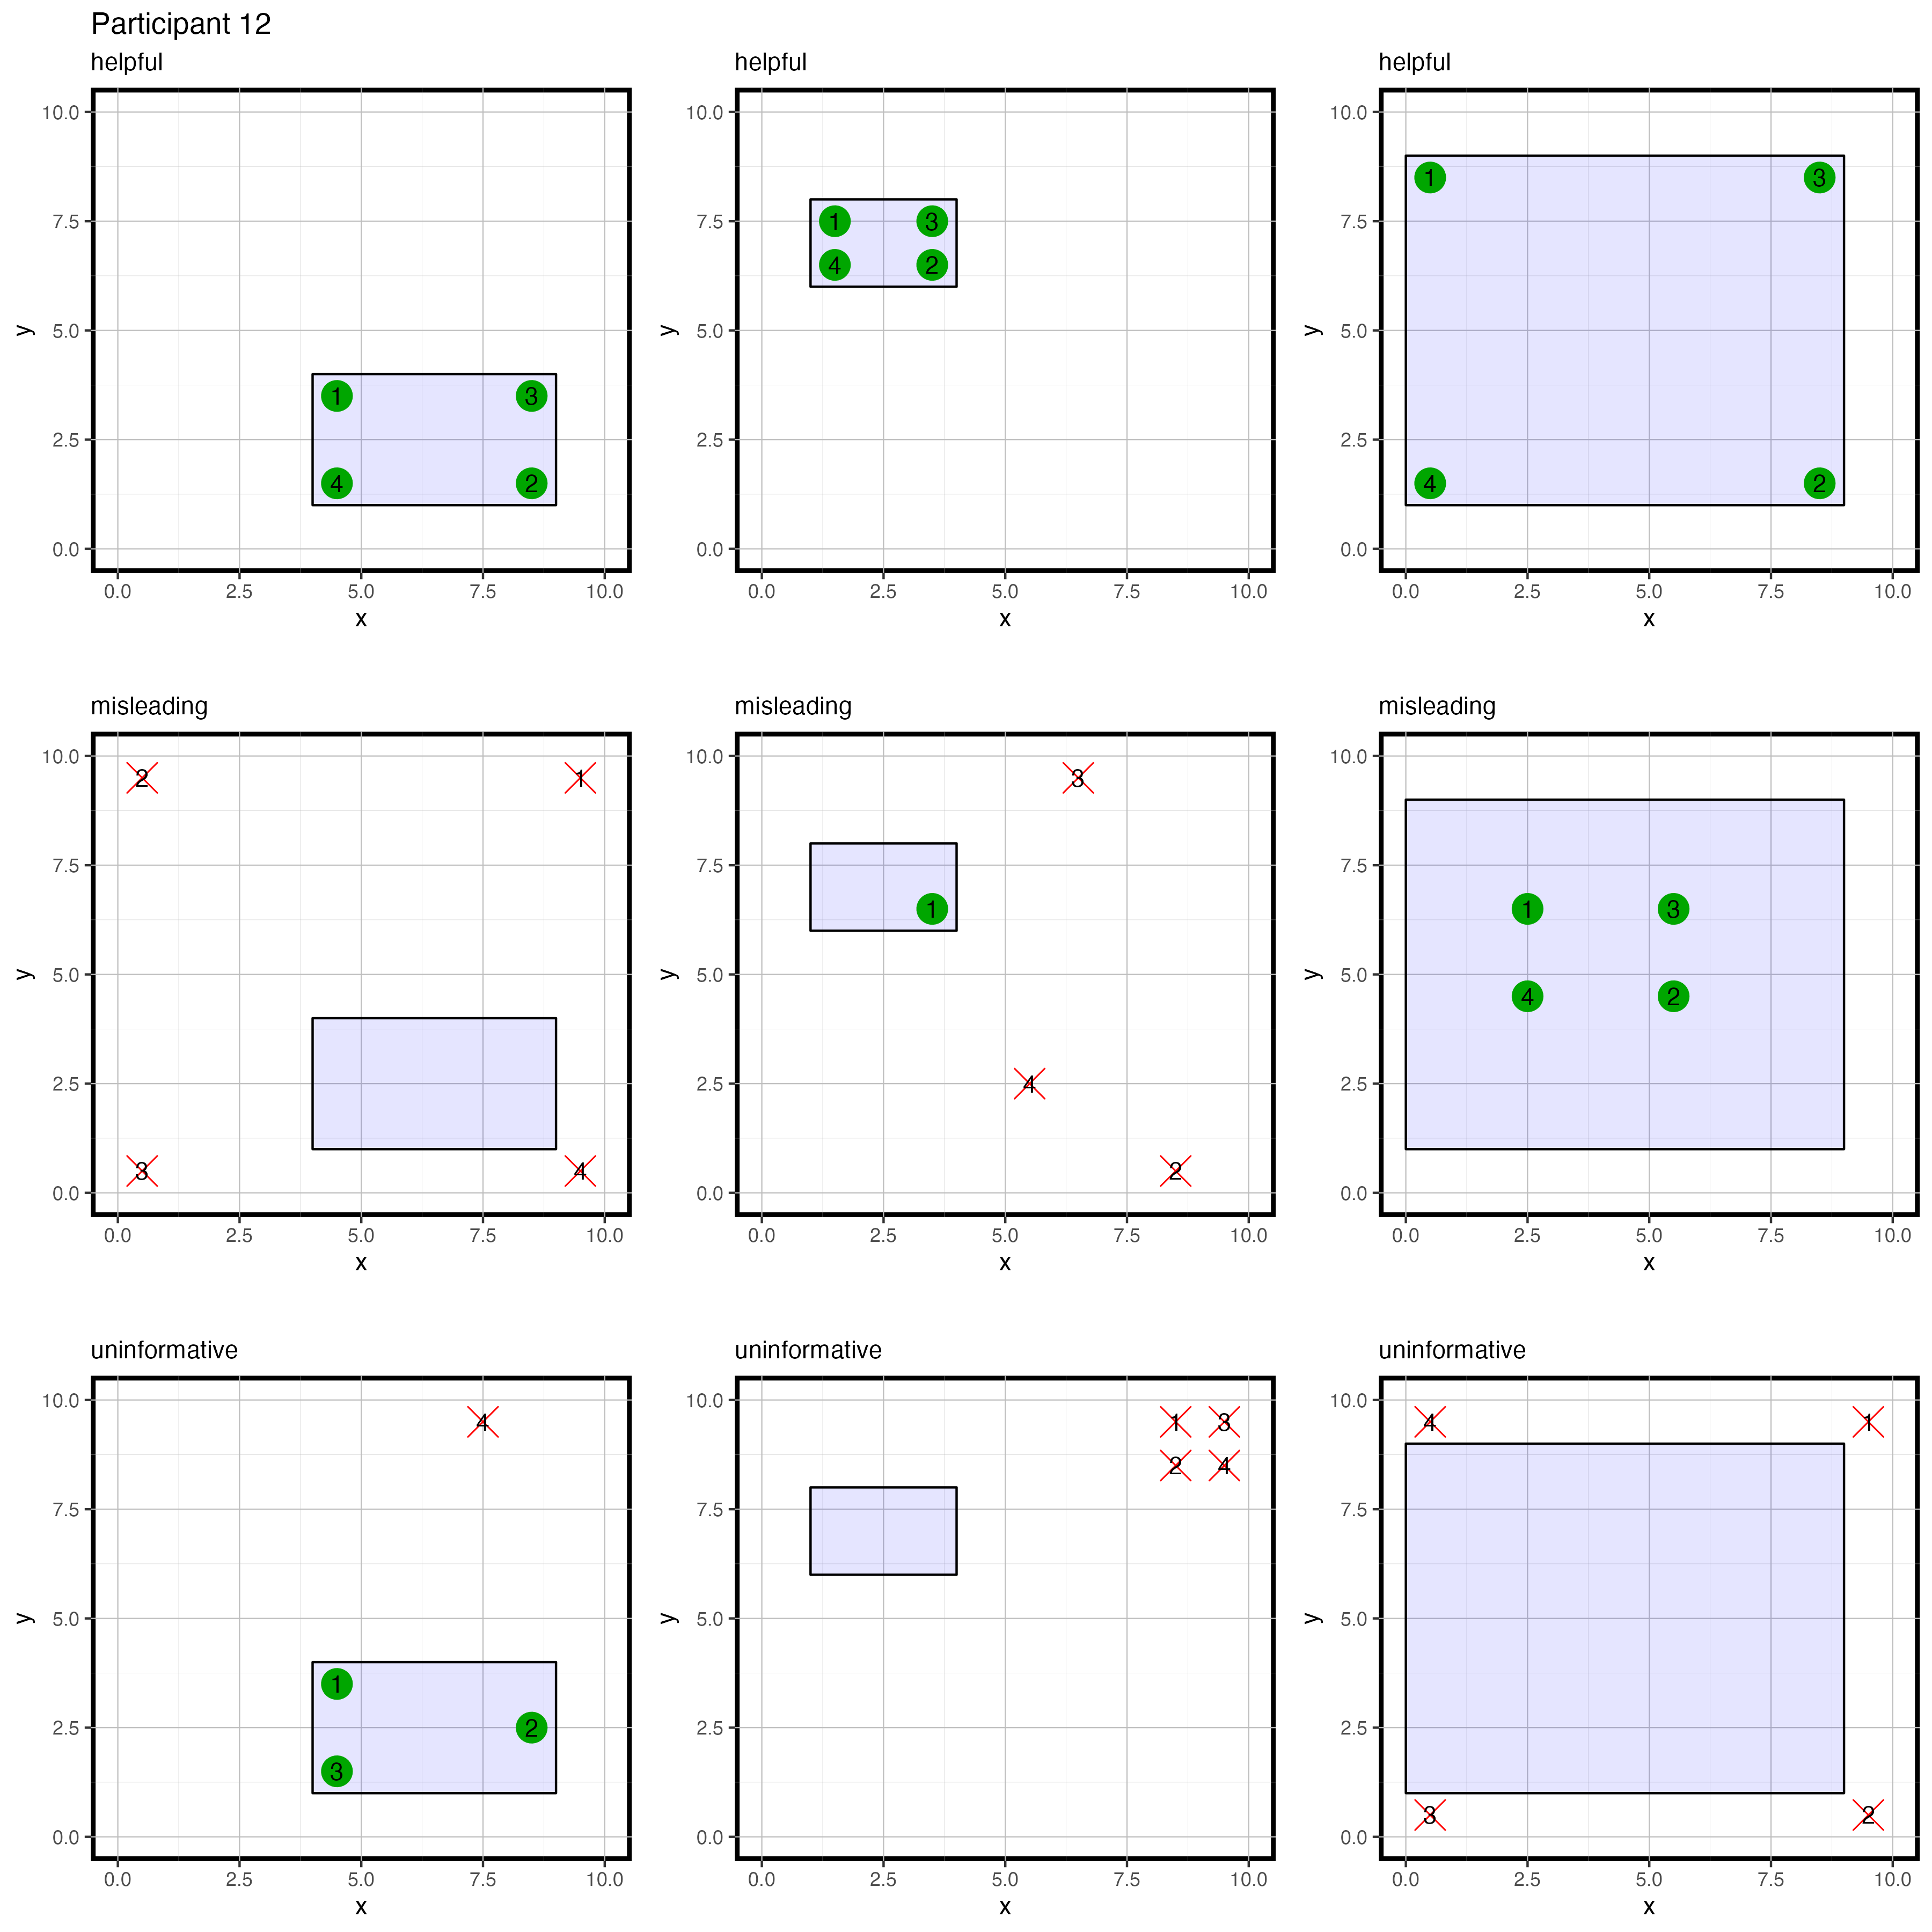 Participant 12
helpful helpful helpful
10.0 10.0 10.0
1 3
7.5 7.5 1 3 7.5
4 2
y 5.0 y 5.0 y 5.0
1 3
2.5 2.5 2.5
4 2 4 2
0.0 0.0 0.0
0.0 2.5 5.0 7.5 10.0 0.0 2.5 5.0 7.5 10.0 0.0 2.5 5.0 7.5 10.0
x x x
misleading misleading misleading
10.0 2 1 10.0 3 10.0
7.5 7.5 7.5
1 1 3
y 5.0 y 5.0 y 5.0
4 2
2.5 2.5 4 2.5
3 4 2
0.0 0.0 0.0
0.0 2.5 5.0 7.5 10.0 0.0 2.5 5.0 7.5 10.0 0.0 2.5 5.0 7.5 10.0
x x x
uninformative uninformative uninformative
10.0 4 10.0 1 3 10.0 4 1
2 4
7.5 7.5 7.5
y 5.0 y 5.0 y 5.0
1
2.5 2 2.5 2.5
3
3 2
0.0 0.0 0.0
0.0 2.5 5.0 7.5 10.0 0.0 2.5 5.0 7.5 10.0 0.0 2.5 5.0 7.5 10.0
x x x